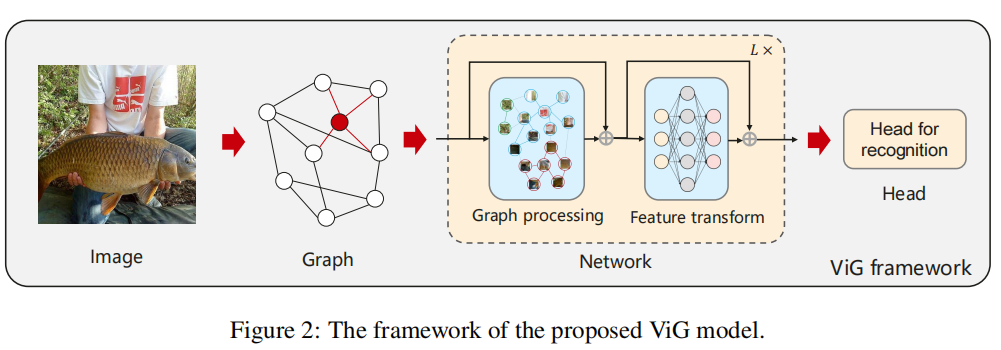 L ×
Graph processing
Feature transform
Head for
recognition
Head
Image
Graph
Network
ViG framework
Figure 2: The framework of the proposed ViG model.